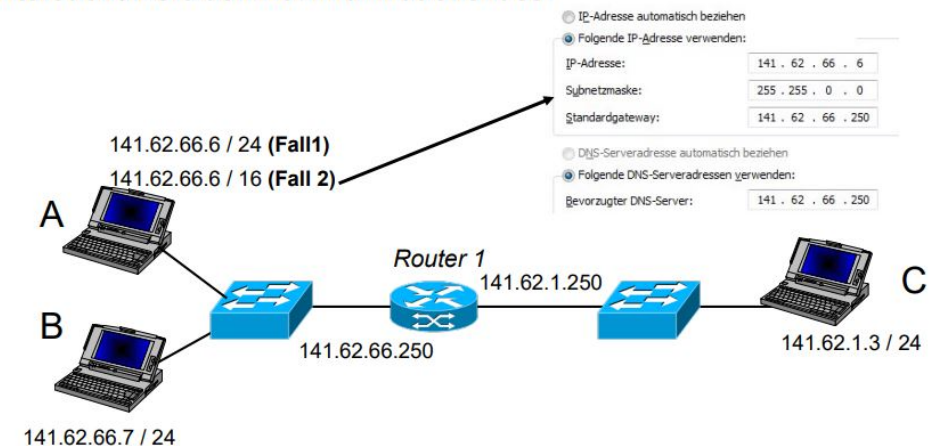 IP-Adresse automatisch beziehen
Folgende IP-Adresse verwenden:
IP-Adresse: 141 . 62 . 66 . 6
Subnetzmaske: 255 . 255 . 0 . 0
Standardgateway: 141 . 62 . 66 . 250
DNS-Serveradresse automatisch beziehen
Folgende DNS-Serveradressen verwenden:
Bevorzugter DNS-Server: 141 . 62 . 66 . 250
141.62.66.6 / 24 (Fall1)
141.62.66.6 / 16 (Fall 2)
A
Router 1
141.62.1.250
C
B
141.62.66.250
141.62.1.3 / 24
141.62.66.7 / 24